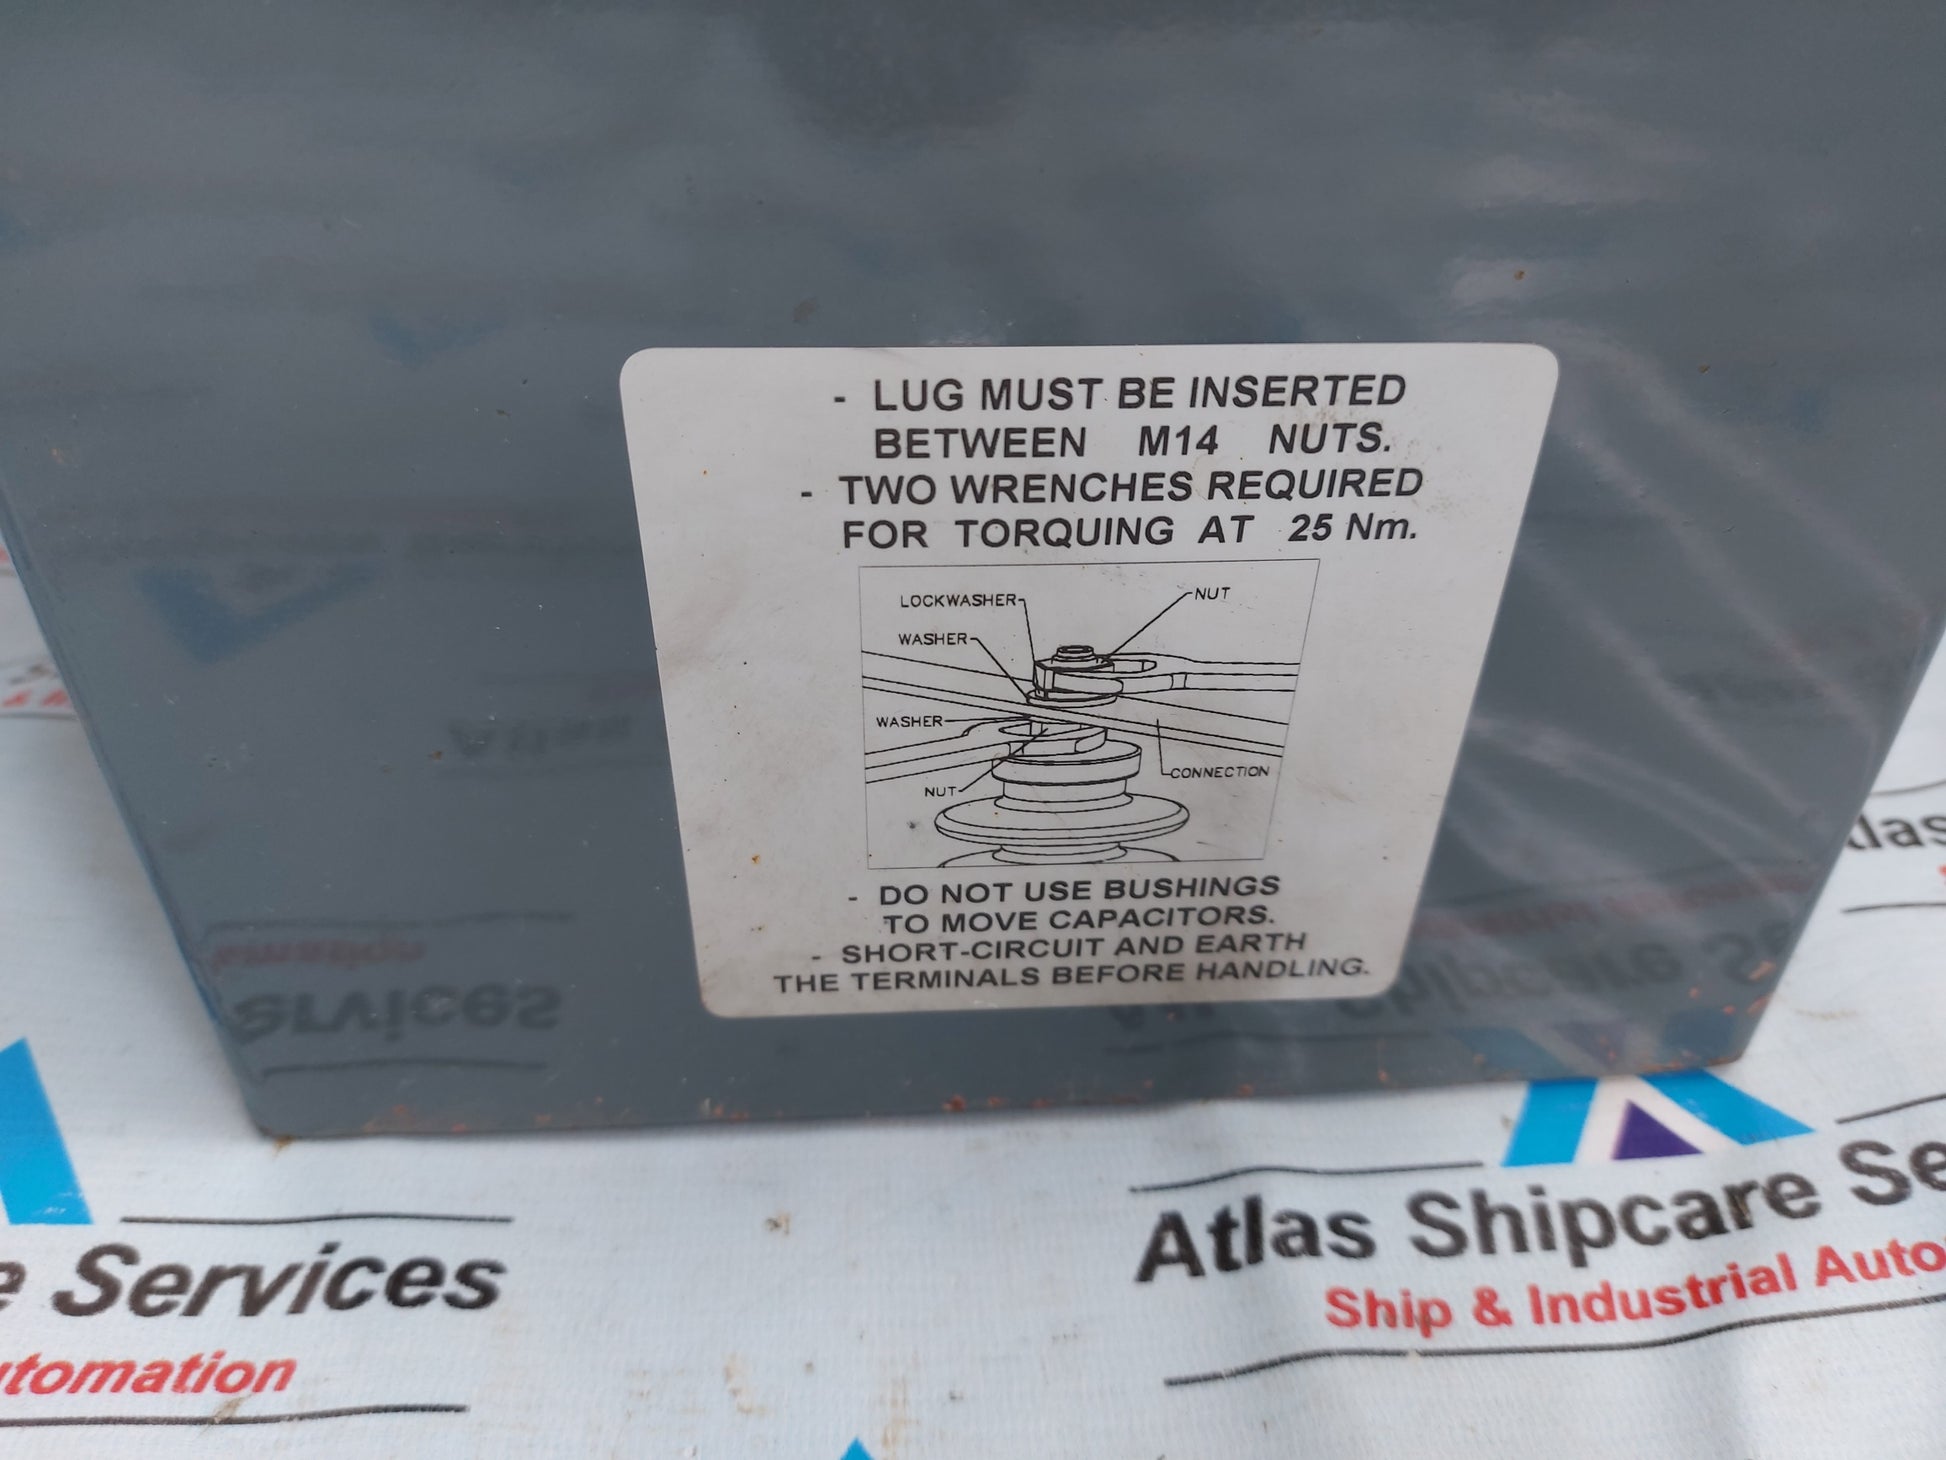 - LUG MUST BE INSERTED
BETWEEN M14 NUTS.
- TWO WRENCHES REQUIRED
FOR TORQUING AT 25 Nm.
LOCKWASHER
NUT
WASHER
WASHER
CONNECTION
NUT
- DO NOT USE BUSHINGS
TO MOVE CAPACITORS.
- SHORT-CIRCUIT AND EARTH
THE TERMINALS BEFORE HANDLING.
e Services
tomation
Atlas Shipcare Se
Ship & Industrial Auto
tlas